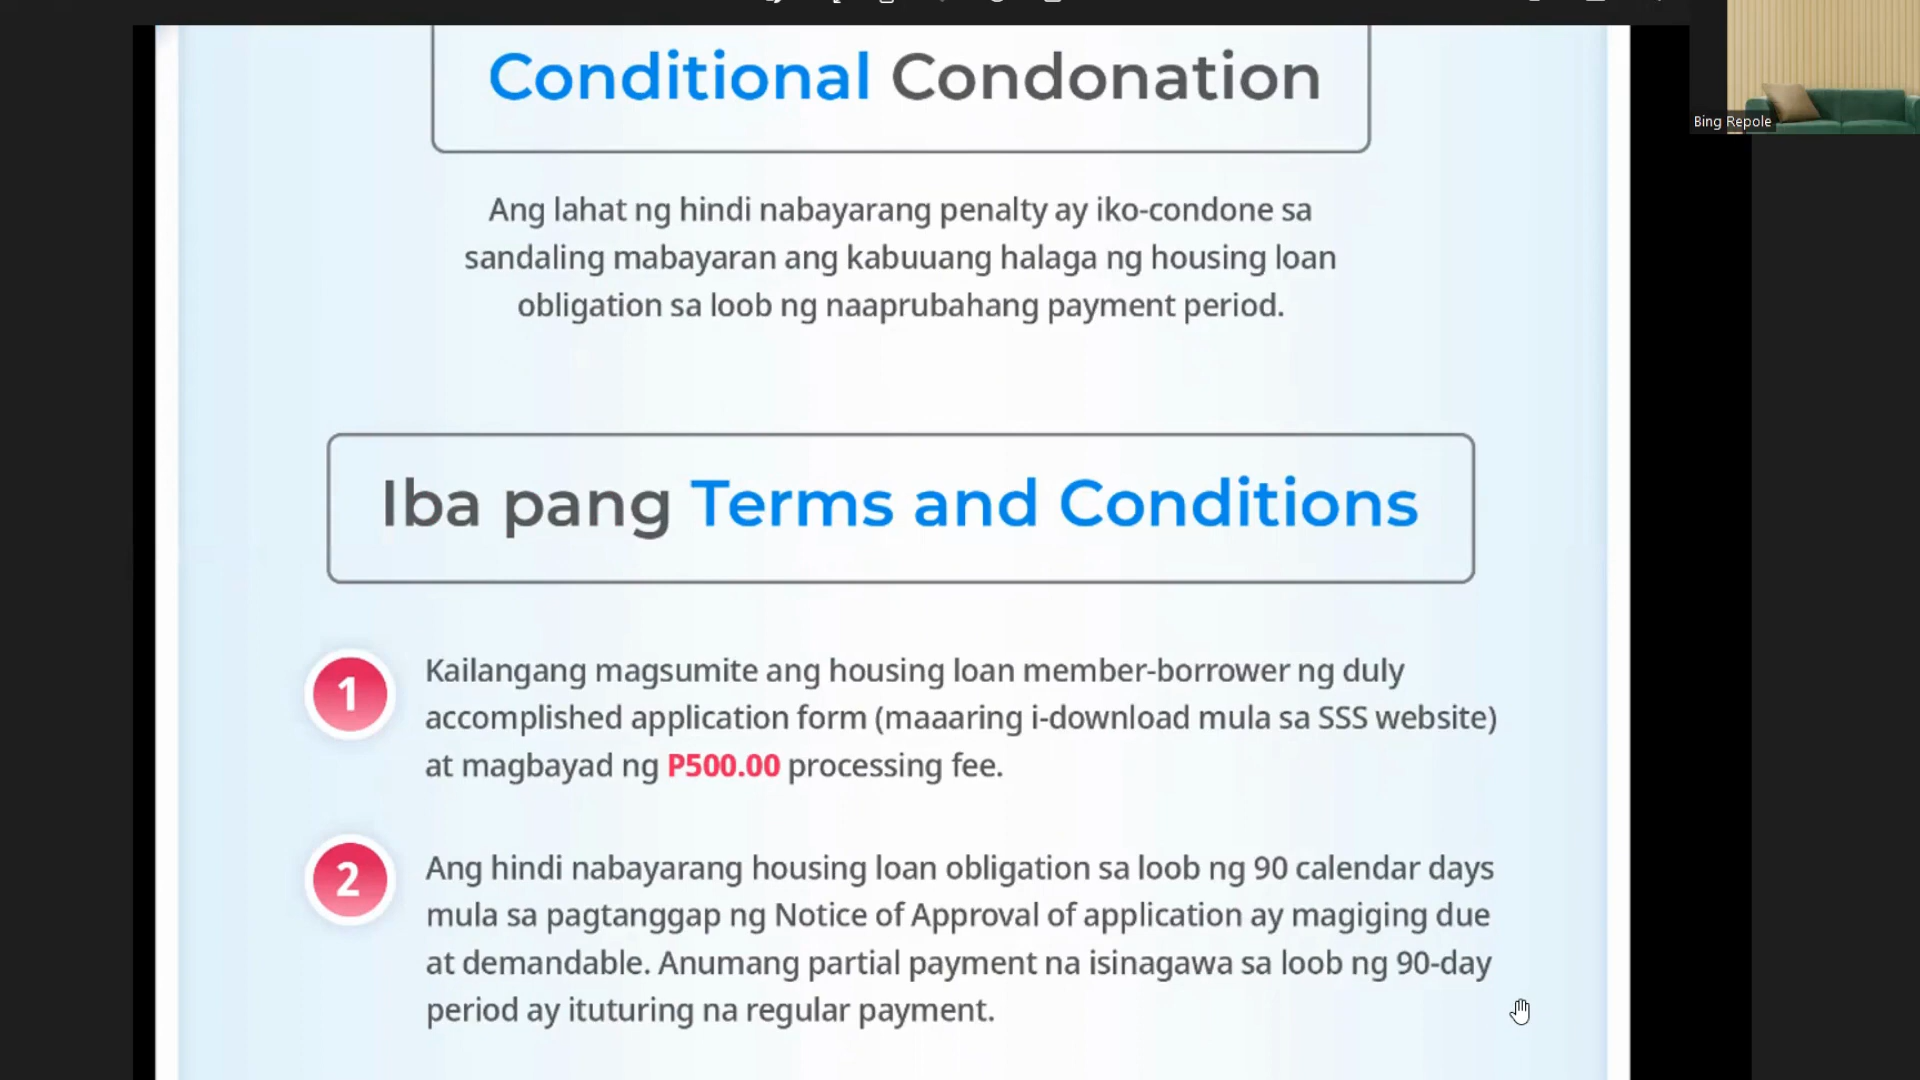 Conditional Condonation
Bing Repole
Ang lahat ng hindi nabayarang penalty ay iko-condone sa
sandaling mabayaran ang kabuuang halaga ng housing loan
obligation sa loob ng naaprubahang payment period.
Iba pang Terms and Conditions
1
Kailangang magsumite ang housing loan member-borrower ng duly
accomplished application form (maaaring i-download mula sa SSS website)
at magbayad ng P500.00 processing fee.
2
Ang hindi nabayarang housing loan obligation sa loob ng 90 calendar days
mula sa pagtanggap ng Notice of Approval of application ay magiging due
at demandable. Anumang partial payment na isinagawa sa loob ng 90-day
period ay ituturing na regular payment.